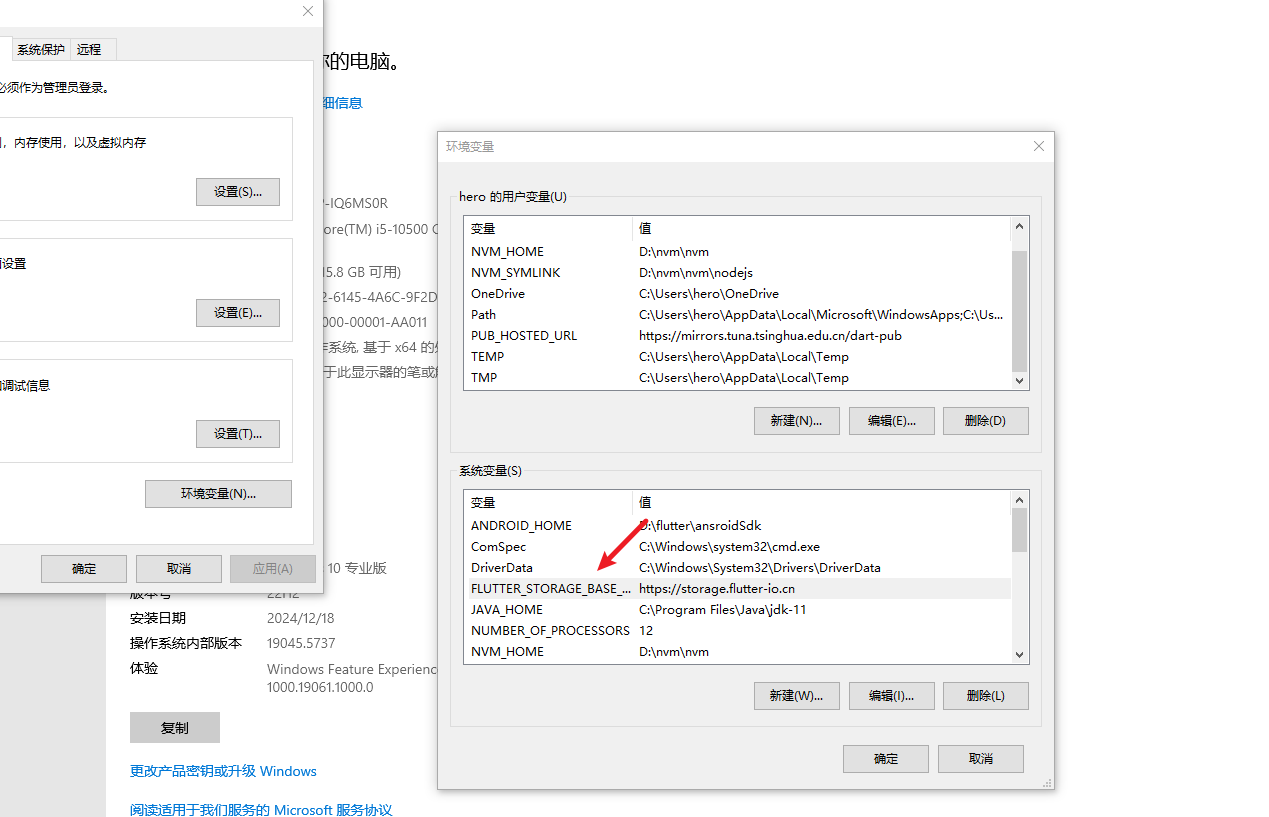 系统保护
远程
你的电脑。
必须作为管理员登录。
细信息
，内存使用，以及虚拟内存
设置(S)...
设置
设置(E)...
调试信息
设置(T)...
环境变量(N)...
确定
取消
应用(A)
-IQ6MS0R
ore(TM) i5-10500 C
15.8 GB 可用)
2-6145-4A6C-9F2D
000-00001-AA011
作系统, 基于 x64 的处
于此显示器的笔或触
10 专业版
版本号
22H2
安装日期
2024/12/18
操作系统内部版本
19045.5737
体验
Windows Feature Experienc
1000.19061.1000.0
复制
更改产品密钥或升级 Windows
阅读适用于我们服务的 Microsoft 服务协议
环境变量
hero 的用户变量(U)
变量 值
NVM_HOME D:\nvm\nvm
NVM_SYMLINK D:\nvm\nvm\nodejs
OneDrive C:\Users\hero\OneDrive
Path C:\Users\hero\AppData\Local\Microsoft\WindowsApps;C:\Us...
PUB_HOSTED_URL https://mirrors.tuna.tsinghua.edu.cn/dart-pub
TEMP C:\Users\hero\AppData\Local\Temp
TMP C:\Users\hero\AppData\Local\Temp
新建(N)...
编辑(E)...
删除(D)
系统变量(S)
变量 值
ANDROID_HOME D:\flutter\ansroidSdk
ComSpec C:\Windows\system32\cmd.exe
DriverData C:\Windows\System32\Drivers\DriverData
FLUTTER_STORAGE_BASE_... https://storage.flutter-io.cn
JAVA_HOME C:\Program Files\Java\jdk-11
NUMBER_OF_PROCESSORS 12
NVM_HOME D:\nvm\nvm
新建(W)...
编辑(I)...
删除(L)
确定
取消